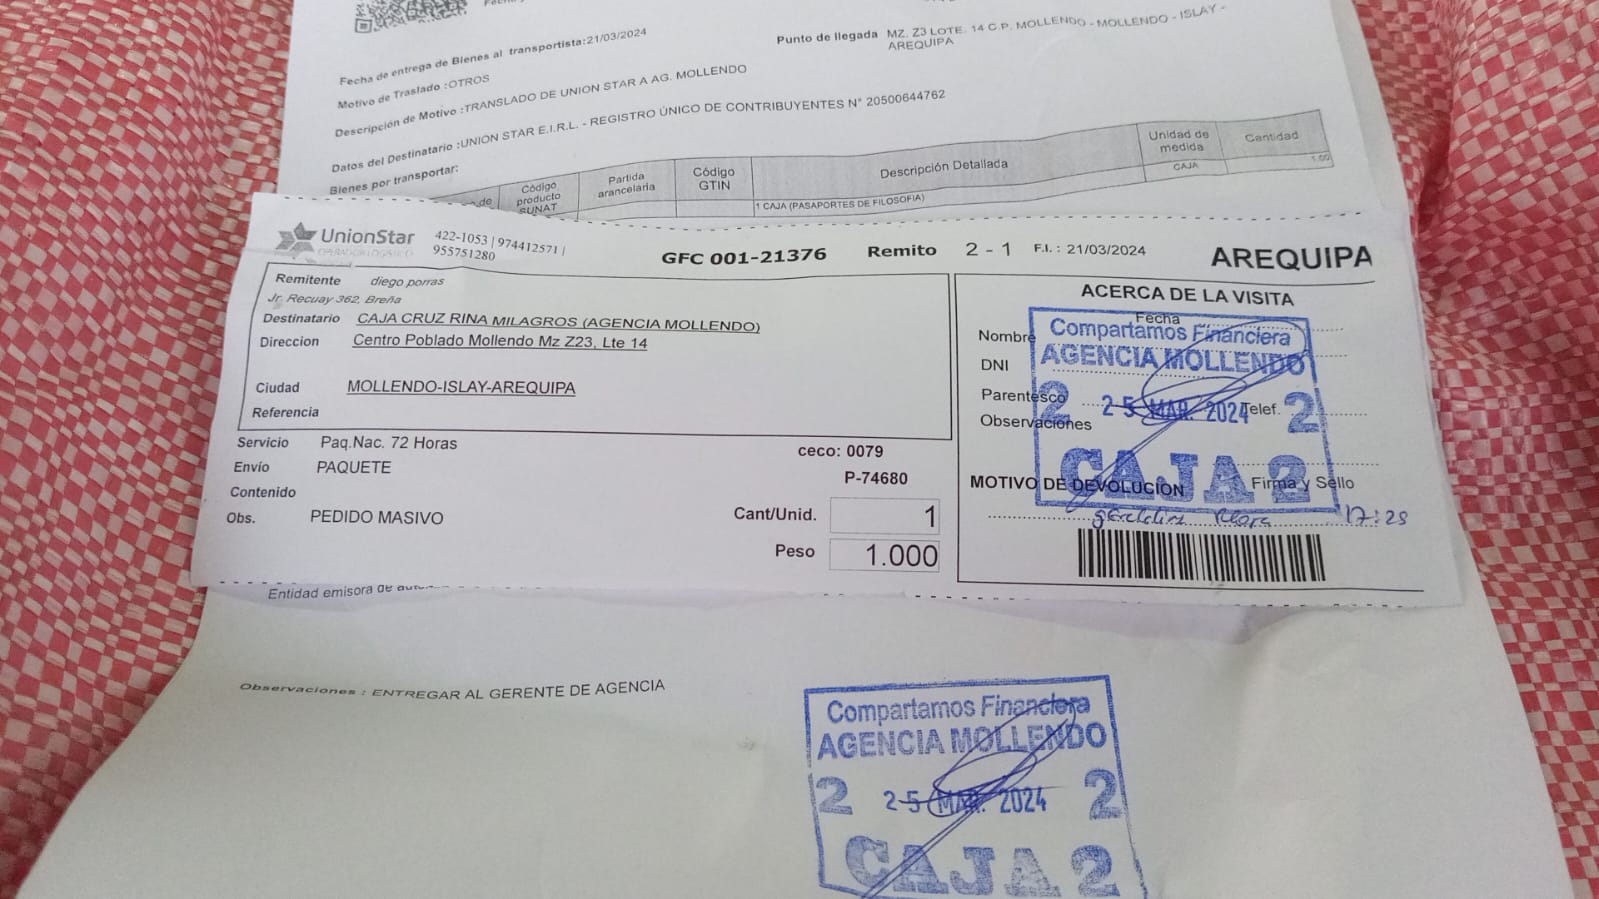 Fecha de entrega de Bienes al transportista:21/03/2024
Punto de llegada MZ. Z3 LOTE. 14 C.P. MOLLENDO - MOLLENDO - ISLAY -
AREQUIPA
Motivo de Traslado :OTROS
Descripción de Motivo :TRANSLADO DE UNION STAR A AG. MOLLENDO
Datos del Destinatario :UNION STAR E.I.R.L. - REGISTRO ÚNICO DE CONTRIBUYENTES N° 20500644762
Bienes por transportar:
de
Código
producto
SUNAT
Partida
arancelaria
Código
GTIN
Descripción Detallada
Unidad de
medida
Cantidad
1 CAJA (PASAPORTES DE FILOSOFIA)
CAJA
1.00
UnionStar
OPERADOR LOGISTICO
422-1053 | 974412571 |
955751280
GFC 001-21376
Remito 2 - 1
F.I. : 21/03/2024
AREQUIPA
Remitente diego porras
Jr. Recuay 362, Breña
Destinatario CAJA CRUZ RINA MILAGROS (AGENCIA MOLLENDO)
Direccion Centro Poblado Mollendo Mz Z23, Lte 14
Ciudad MOLLENDO-ISLAY-AREQUIPA
Referencia
Servicio Paq.Nac. 72 Horas
Envío PAQUETE
Contenido
Obs. PEDIDO MASIVO
ceco: 0079
P-74680
Cant/Unid. 1
Peso 1.000
ACERCA DE LA VISITA
Fecha
Nombre
DNI
Parentesco
Telef.
Observaciones
MOTIVO DE DEVOLUCION
Firma y Sello
Compartamos Financiera
AGENCIA MOLLENDO
2 25 MAR. 2024 2
CAJA 2
17:28
Entidad emisora de
Observaciones : ENTREGAR AL GERENTE DE AGENCIA
Compartamos Financiera
AGENCIA MOLLENDO
2 25 MAR. 2024 2
CAJA 2